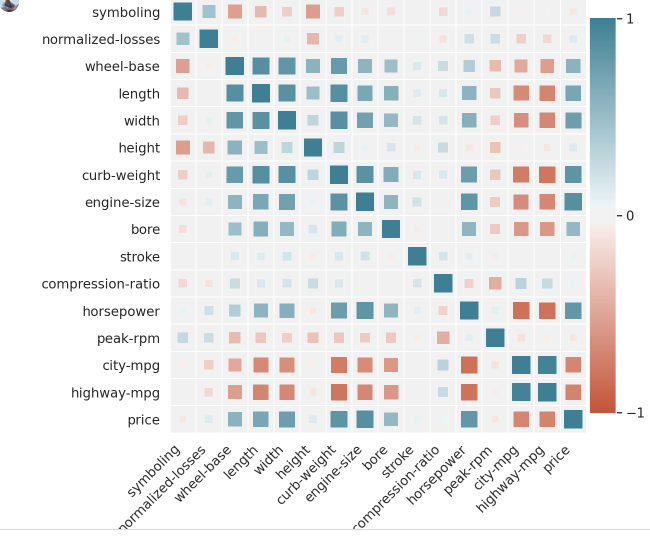 symboling
normalized-losses
wheel-base
length
width
height
curb-weight
engine-size
bore
stroke
compression-ratio
horsepower
peak-rpm
city-mpg
highway-mpg
price
1
0
−1
symboling
normalized-losses
wheel-base
length
width
height
curb-weight
engine-size
bore
stroke
compression-ratio
horsepower
peak-rpm
city-mpg
highway-mpg
price